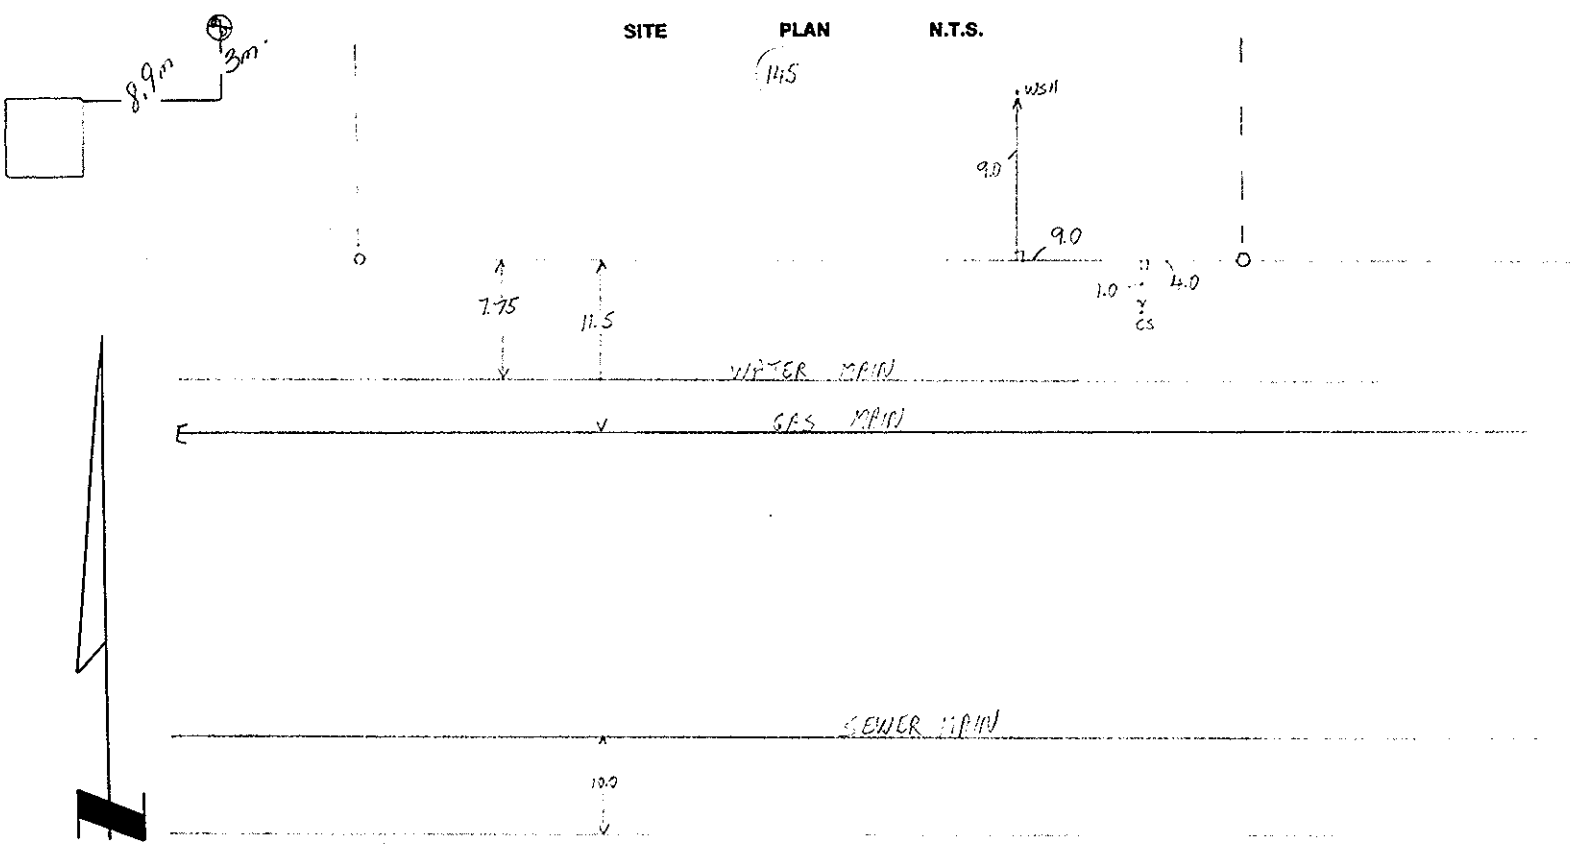 SITE PLAN N.T.S.
3m
8.9m
145
WSH
9.0
9.0
4.0
1.0
CS
7.75
11.5
WATER MAIN
GAS MAIN
SEWER MAIN
10.0